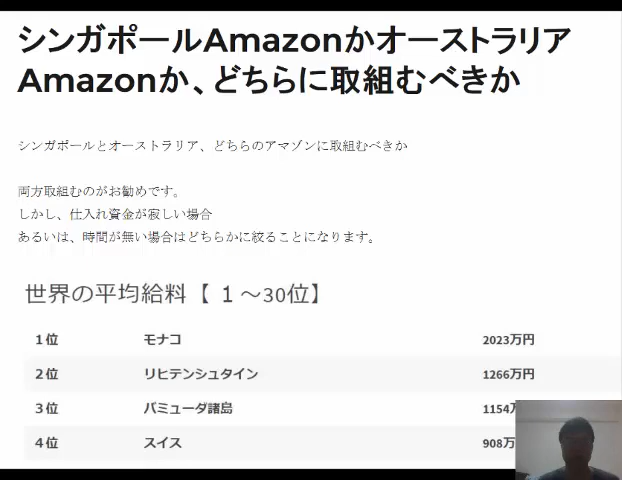 シンガポールAmazonかオーストラリア
Amazonか、どちらに取組むべきか
シンガポールとオーストラリア、どちらのアマゾンに取組むべきか
両方取組むのがお勧めです。
しかし、仕入れ資金が寂しい場合
あるいは、時間が無い場合はどちらかに絞ることになります。
世界の平均給料【 1〜30位】
1位 モナコ 2023万円
2位 リヒテンシュタイン 1266万円
3位 バミューダ諸島 1154
4位 スイス 908万